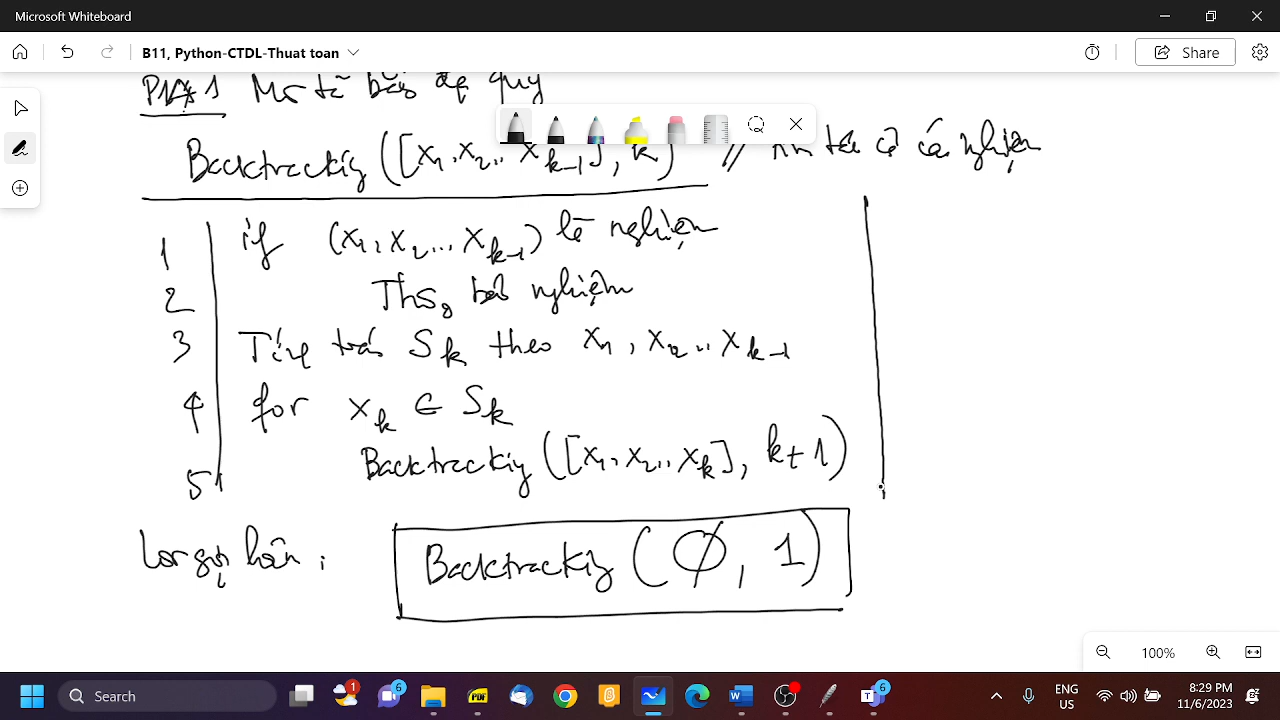 Microsoft Whiteboard
B11, Python-CTDL-Thuat toan
Share
Mô tả bằng đệ quy
Backtracking ([x1, x2.. xk-1], k) // tất cả các nghiệm
1 if (x1, x2... xk-1) là nghiệm
2 Thông báo nghiệm
3 Tính toán Sk theo x1, x2.. xk-1
4 for xk ∈ Sk
5 Backtracking ([x1, x2.. xk], k+1)
Lời gọi hàm :
Backtracking (∅, 1)
100%
Search
1
6
PDF
6
ENG
US
8:29 PM
11/6/2023